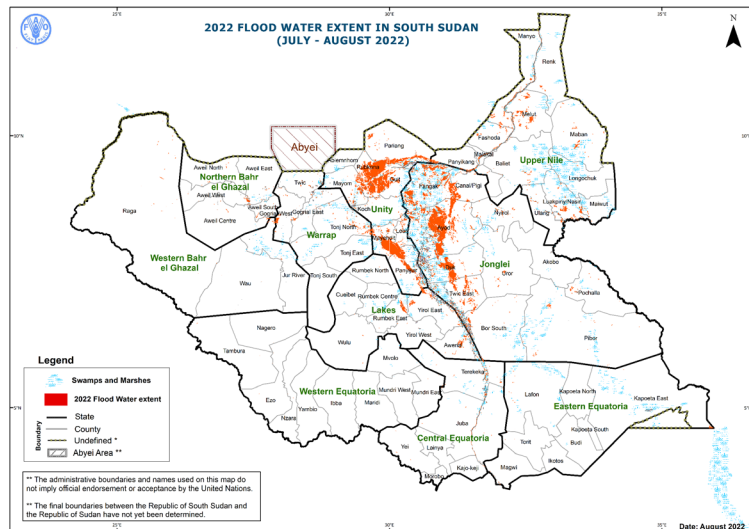 FAO
2022 FLOOD WATER EXTENT IN SOUTH SUDAN
(JULY - AUGUST 2022)
N
25°E
30°E
35°E
10°N
5°N
Manyo
Renk
Melut
Maban
Fashoda
Malakal
Baliet
Panyikang
Upper Nile
Longochuk
Luakpiny/Nasir
Maiwut
Ulang
Abyei
Pariang
Abiemnhom
Rubkona
Guit
Mayom
Koch
Unity
Leer
Mayendit
Panyijiar
Fangak
Canal/Pigi
Nyirol
Ayod
Uror
Akobo
Duk
Jonglei
Twic East
Pochalla
Bor South
Pibor
Aweil North
Aweil East
Northern Bahr
el Ghazal
Aweil West
Aweil South
Aweil Centre
Twic
Gogrial West
Gogrial East
Warrap
Tonj North
Tonj East
Tonj South
Raga
Western Bahr
el Ghazal
Jur River
Wau
Rumbek North
Cueibet
Rumbek Centre
Lakes
Rumbek East
Yirol East
Yirol West
Wulu
Awerial
Nagero
Tambura
Mvolo
Western Equatoria
Mundri West
Mundri East
Ezo
Yambio
Ibba
Maridi
Nzara
Terekeka
Juba
Central Equatoria
Yei
Lainya
Morobo
Kajo-keji
Lafon
Kapoeta North
Kapoeta East
Eastern Equatoria
Kapoeta South
Torit
Budi
Ikotos
Magwi
Legend
Swamps and Marshes
2022 Flood Water extent
Boundary
State
County
Undefined *
Abyei Area **
** The administrative boundaries and names used on this map do
not imply official endorsement or acceptance by the United Nations.
** The final boundaries between the Republic of South Sudan and
the Republic of Sudan have not yet been determined.
Date: August 2022
25°E
30°E
35°E